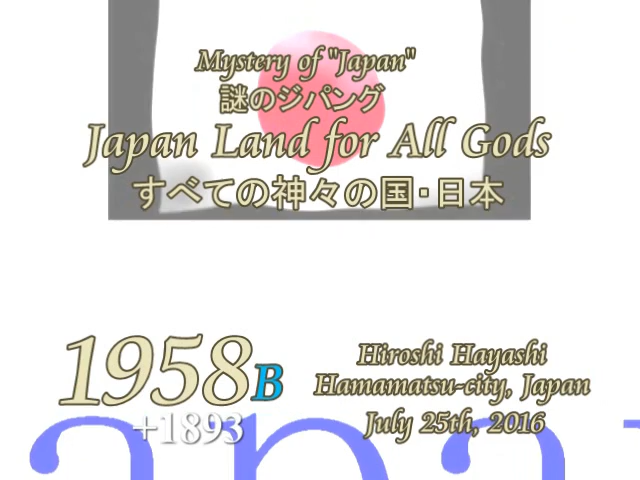 Mystery of "Japan"
謎のジパング
Japan Land for All Gods
すべての神々の国・日本
1958B
+1893
Hiroshi Hayashi
Hamamatsu-city, Japan
July 25th, 2016
apa